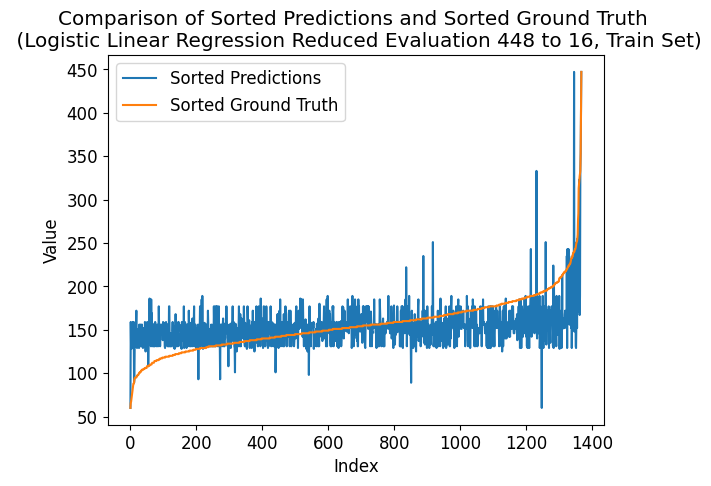 Comparison of Sorted Predictions and Sorted Ground Truth
(Logistic Linear Regression Reduced Evaluation 448 to 16, Train Set)
Sorted Predictions
Sorted Ground Truth
Value
450
400
350
300
250
200
150
100
50
0 200 400 600 800 1000 1200 1400
Index